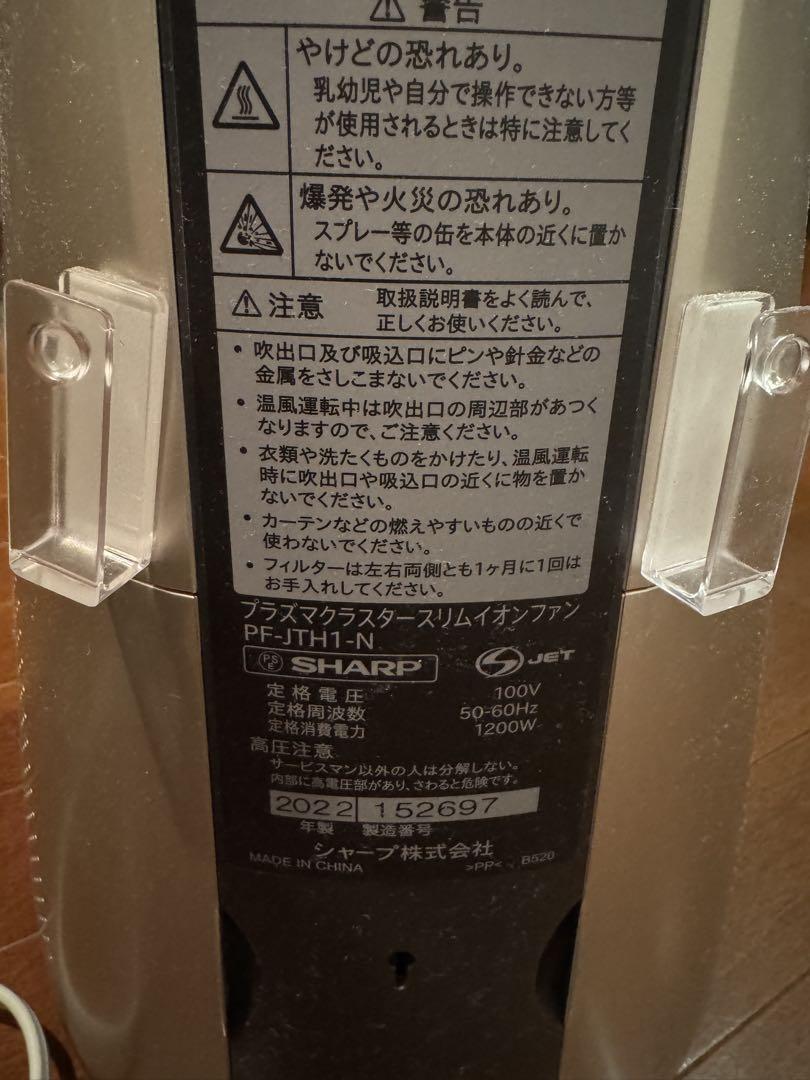 ⚠ 警告
やけどの恐れあり。
乳幼児や自分で操作できない方等
が使用されるときは特に注意してく
ださい。
爆発や火災の恐れあり。
スプレー等の缶を本体の近くに置か
ないでください。
⚠ 注意 取扱説明書をよく読んで、
正しくお使いください。
• 吹出口及び吸込口にピンや針金などの
金属をさしこまないでください。
• 温風運転中は吹出口の周辺部があつく
なりますので、ご注意ください。
• 衣類や洗たくものをかけたり、温風運転
時に吹出口や吸込口の近くに物を置か
ないでください。
• カーテンなどの燃えやすいものの近くで
使わないでください。
• フィルターは左右両側とも1ヶ月に1回は
お手入れしてください。
プラズマクラスタースリムイオンファン
PF-JTH1-N
PSE SHARP JET
定格電圧 100V
定格周波数 50-60Hz
定格消費電力 1200W
高圧注意
サービスマン以外の人は分解しない。
内部に高電圧部があり、さわると危険です。
2022 152697
年製 製造番号
シャープ株式会社
MADE IN CHINA >PP< B520